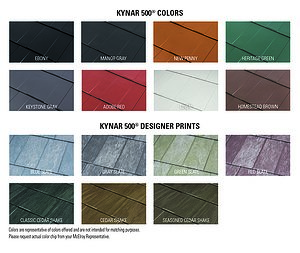 KYNAR 500® COLORS
EBONY
MANOR GRAY
NEW PENNY
HERITAGE GREEN
KEYSTONE GRAY
ADOBE RED
HOMESTEAD BROWN
KYNAR 500® DESIGNER PRINTS
BLUE SLATE
GRAY SLATE
GREEN SLATE
RED SLATE
CLASSIC CEDAR SHAKE
CEDAR SHAKE
SEASONED CEDAR SHAKE
Colors are representative of colors offered and are not intended for matching purposes.
Please request actual color chip from your McElroy Representative.